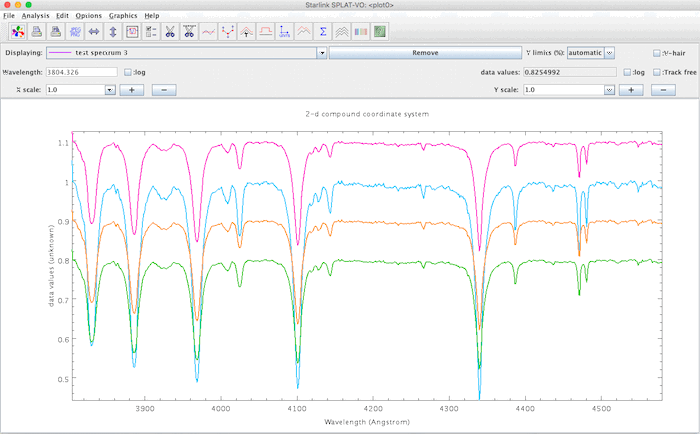 Starlink SPLAT-VO: <plot0>
File Analysis Edit Options Graphics Help
Displaying: test spectrum 3 Remove Y limits (%): automatic :V-hair
Wavelength: 3804.326 :log data values: 0.8254992 :log :Track free
X scale: 1.0 + − Y scale: 1.0 + −
2-d compound coordinate system
1.1
1
0.9
0.8
0.7
0.6
0.5
data values (unknown)
3900 4000 4100 4200 4300 4400 4500
Wavelength (Angstrom)